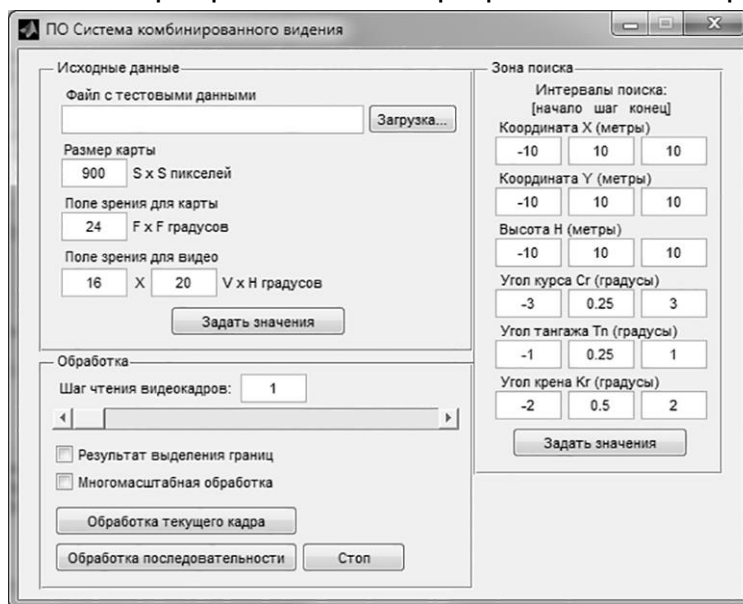 ПО Система комбинированного видения
Исходные данные
Файл с тестовыми данными
Загрузка...
Размер карты
900 S x S пикселей
Поле зрения для карты
24 F x F градусов
Поле зрения для видео
16 X 20 V x H градусов
Задать значения
Обработка
Шаг чтения видеокадров: 1
Результат выделения границ
Многомасштабная обработка
Обработка текущего кадра
Обработка последовательности Стоп
Зона поиска
Интервалы поиска:
[начало шаг конец]
Координата X (метры)
-10 10 10
Координата Y (метры)
-10 10 10
Высота H (метры)
-10 10 10
Угол курса Cr (градусы)
-3 0.25 3
Угол тангажа Tn (градусы)
-1 0.25 1
Угол крена Kr (градусы)
-2 0.5 2
Задать значения